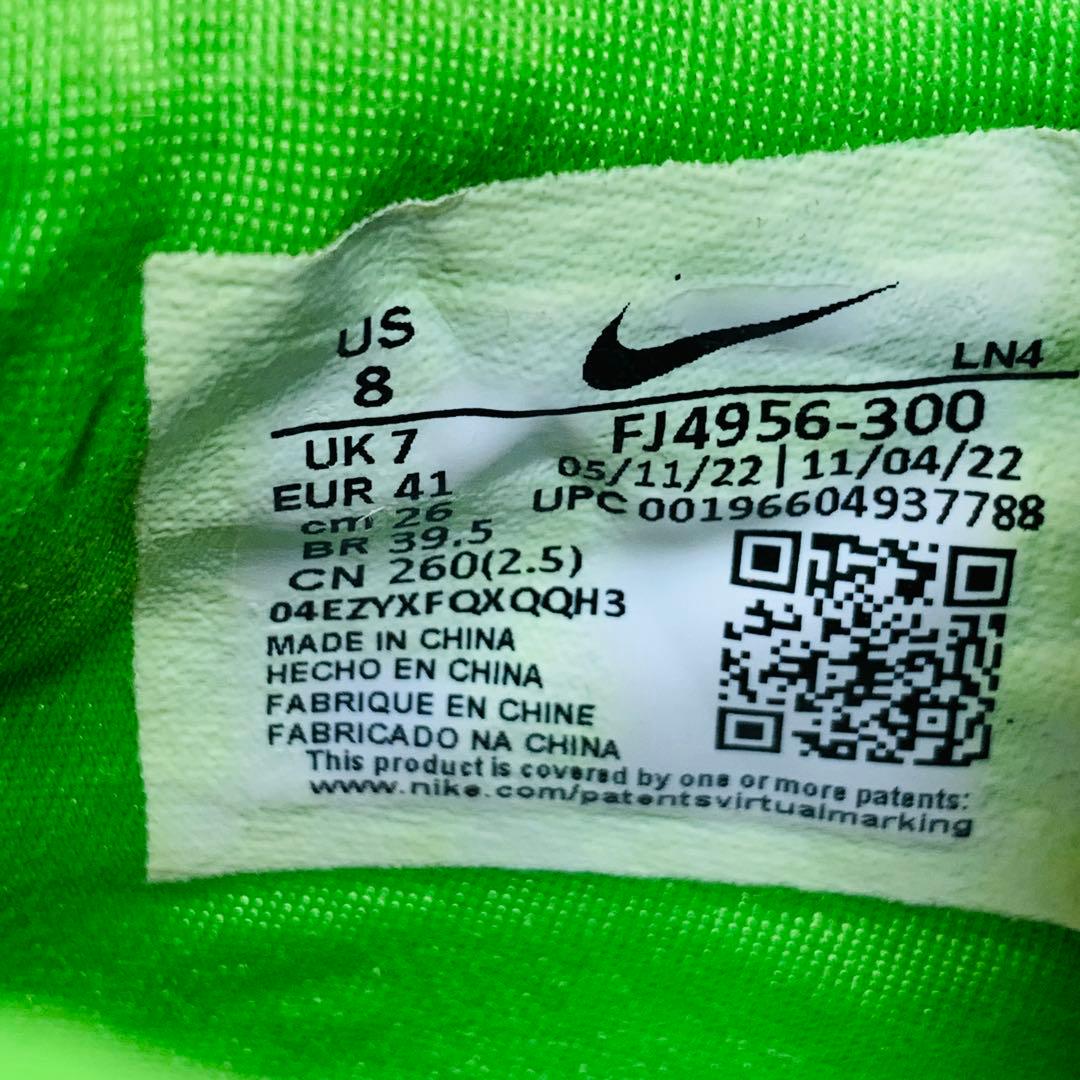 US
8
LN4
UK 7
EUR 41
cm 26
BR 39.5
CN 260(2.5)
FJ4956-300
05/11/22 | 11/04/22
UPC 00196604937788
04EZYXFQXQQH3
MADE IN CHINA
HECHO EN CHINA
FABRIQUE EN CHINE
FABRICADO NA CHINA
This product is covered by one or more patents:
www.nike.com/patentsvirtualmarking